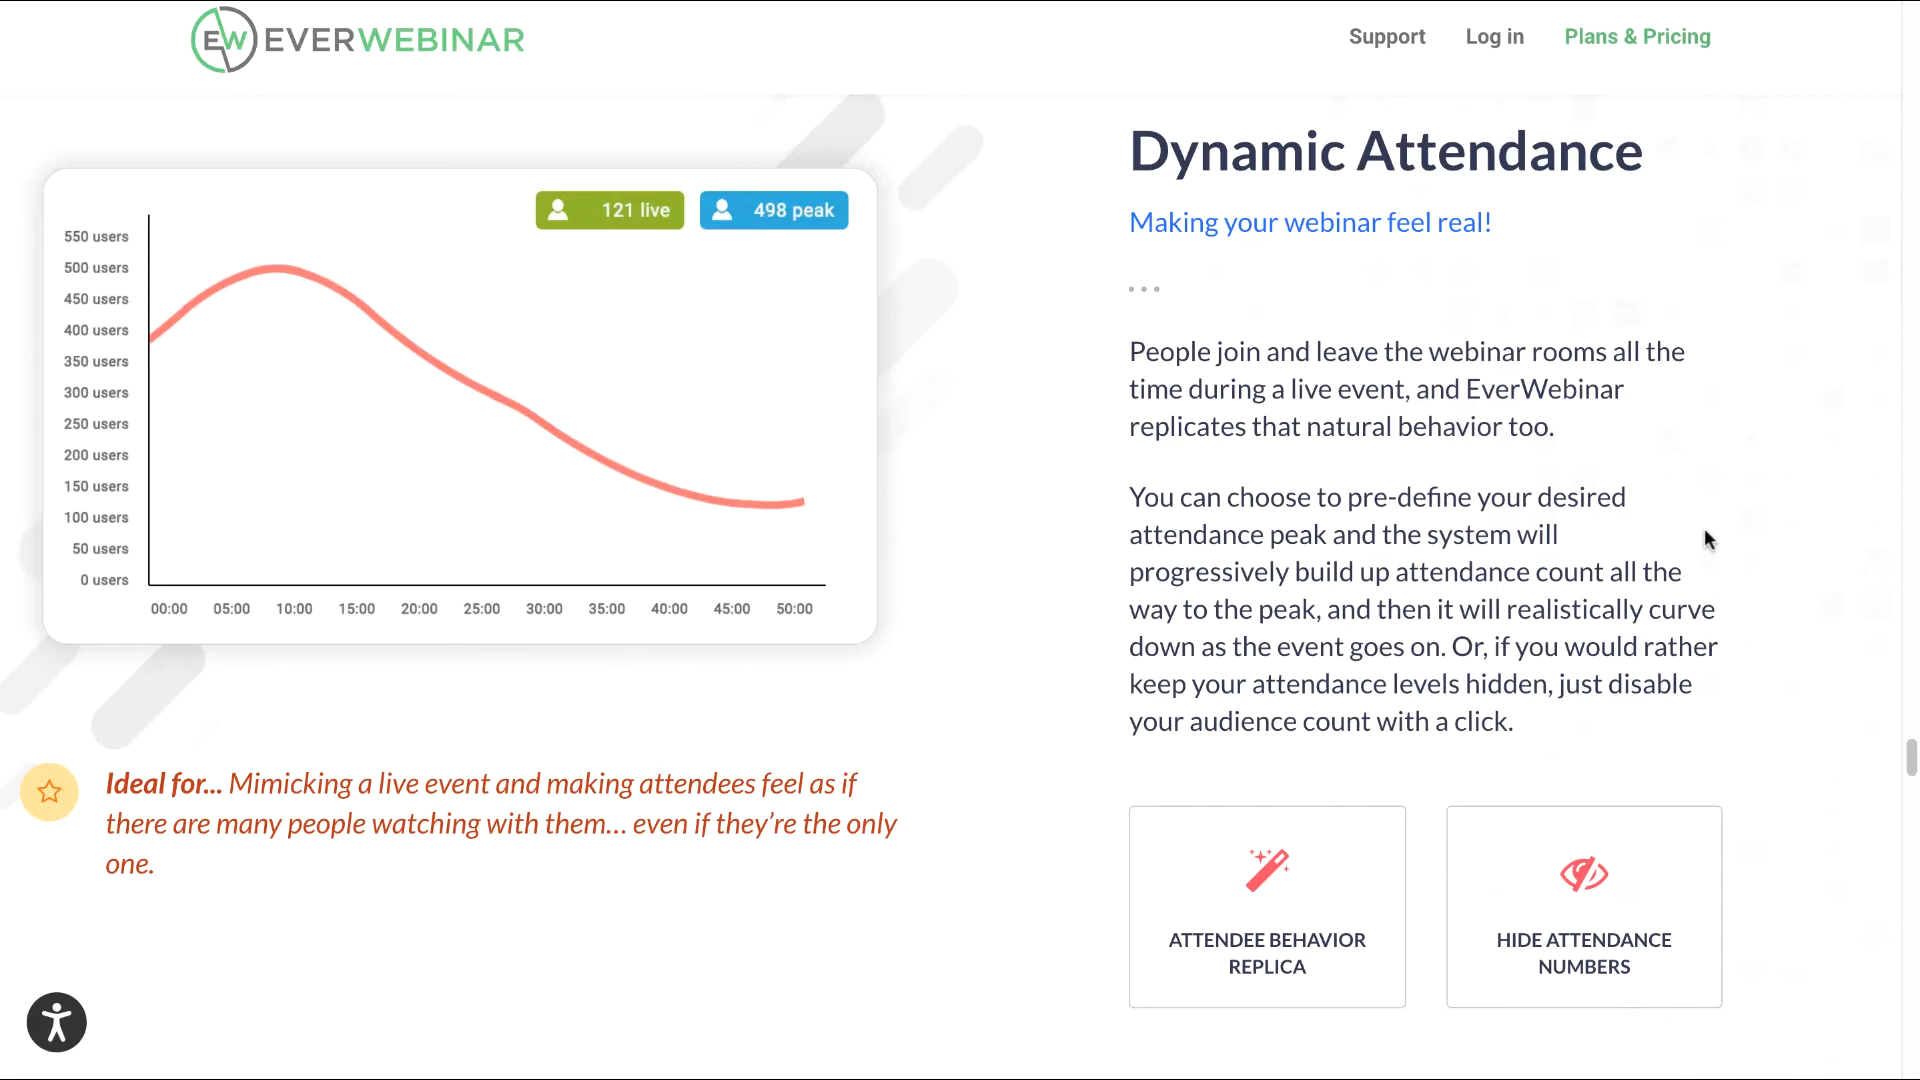 EW EVERWEBINAR
Support
Log in
Plans & Pricing
121 live
498 peak
550 users
500 users
450 users
400 users
350 users
300 users
250 users
200 users
150 users
100 users
50 users
0 users
00:00 05:00 10:00 15:00 20:00 25:00 30:00 35:00 40:00 45:00 50:00
Ideal for... Mimicking a live event and making attendees feel as if
there are many people watching with them... even if they’re the only
one.
Dynamic Attendance
Making your webinar feel real!
...
People join and leave the webinar rooms all the
time during a live event, and EverWebinar
replicates that natural behavior too.
You can choose to pre-define your desired
attendance peak and the system will
progressively build up attendance count all the
way to the peak, and then it will realistically curve
down as the event goes on. Or, if you would rather
keep your attendance levels hidden, just disable
your audience count with a click.
ATTENDEE BEHAVIOR
REPLICA
HIDE ATTENDANCE
NUMBERS